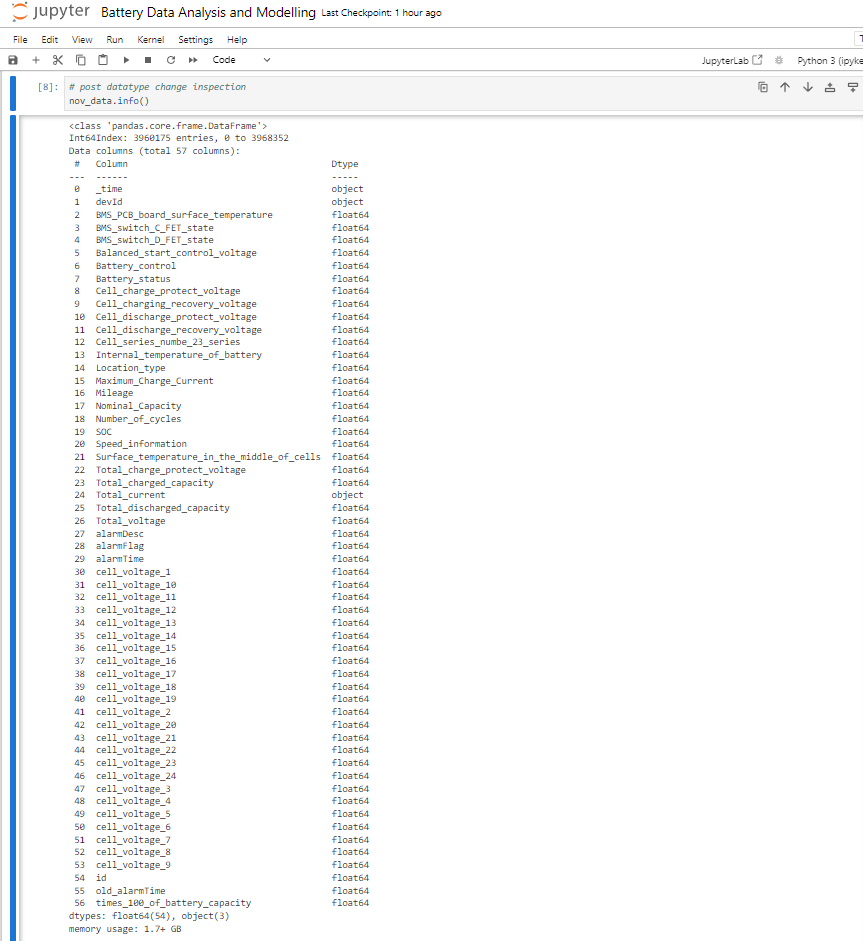 jupyter Battery Data Analysis and Modelling Last Checkpoint: 1 hour ago
File Edit View Run Kernel Settings Help
Code JupyterLab Python 3 (ipyke
[8]: # post datatype change inspection
nov_data.info()
<class 'pandas.core.frame.DataFrame'>
Int64Index: 3960175 entries, 0 to 3968352
Data columns (total 57 columns):
# Column Dtype
--- ------ -----
0 _time object
1 devId object
2 BMS_PCB_board_surface_temperature float64
3 BMS_switch_C_FET_state float64
4 BMS_switch_D_FET_state float64
5 Balanced_start_control_voltage float64
6 Battery_control float64
7 Battery_status float64
8 Cell_charge_protect_voltage float64
9 Cell_charging_recovery_voltage float64
10 Cell_discharge_protect_voltage float64
11 Cell_discharge_recovery_voltage float64
12 Cell_series_numbe_23_series float64
13 Internal_temperature_of_battery float64
14 Location_type float64
15 Maximum_Charge_Current float64
16 Mileage float64
17 Nominal_Capacity float64
18 Number_of_cycles float64
19 SOC float64
20 Speed_information float64
21 Surface_temperature_in_the_middle_of_cells float64
22 Total_charge_protect_voltage float64
23 Total_charged_capacity float64
24 Total_current object
25 Total_discharged_capacity float64
26 Total_voltage float64
27 alarmDesc float64
28 alarmFlag float64
29 alarmTime float64
30 cell_voltage_1 float64
31 cell_voltage_10 float64
32 cell_voltage_11 float64
33 cell_voltage_12 float64
34 cell_voltage_13 float64
35 cell_voltage_14 float64
36 cell_voltage_15 float64
37 cell_voltage_16 float64
38 cell_voltage_17 float64
39 cell_voltage_18 float64
40 cell_voltage_19 float64
41 cell_voltage_2 float64
42 cell_voltage_20 float64
43 cell_voltage_21 float64
44 cell_voltage_22 float64
45 cell_voltage_23 float64
46 cell_voltage_24 float64
47 cell_voltage_3 float64
48 cell_voltage_4 float64
49 cell_voltage_5 float64
50 cell_voltage_6 float64
51 cell_voltage_7 float64
52 cell_voltage_8 float64
53 cell_voltage_9 float64
54 id float64
55 old_alarmTime float64
56 times_100_of_battery_capacity float64
dtypes: float64(54), object(3)
memory usage: 1.7+ GB